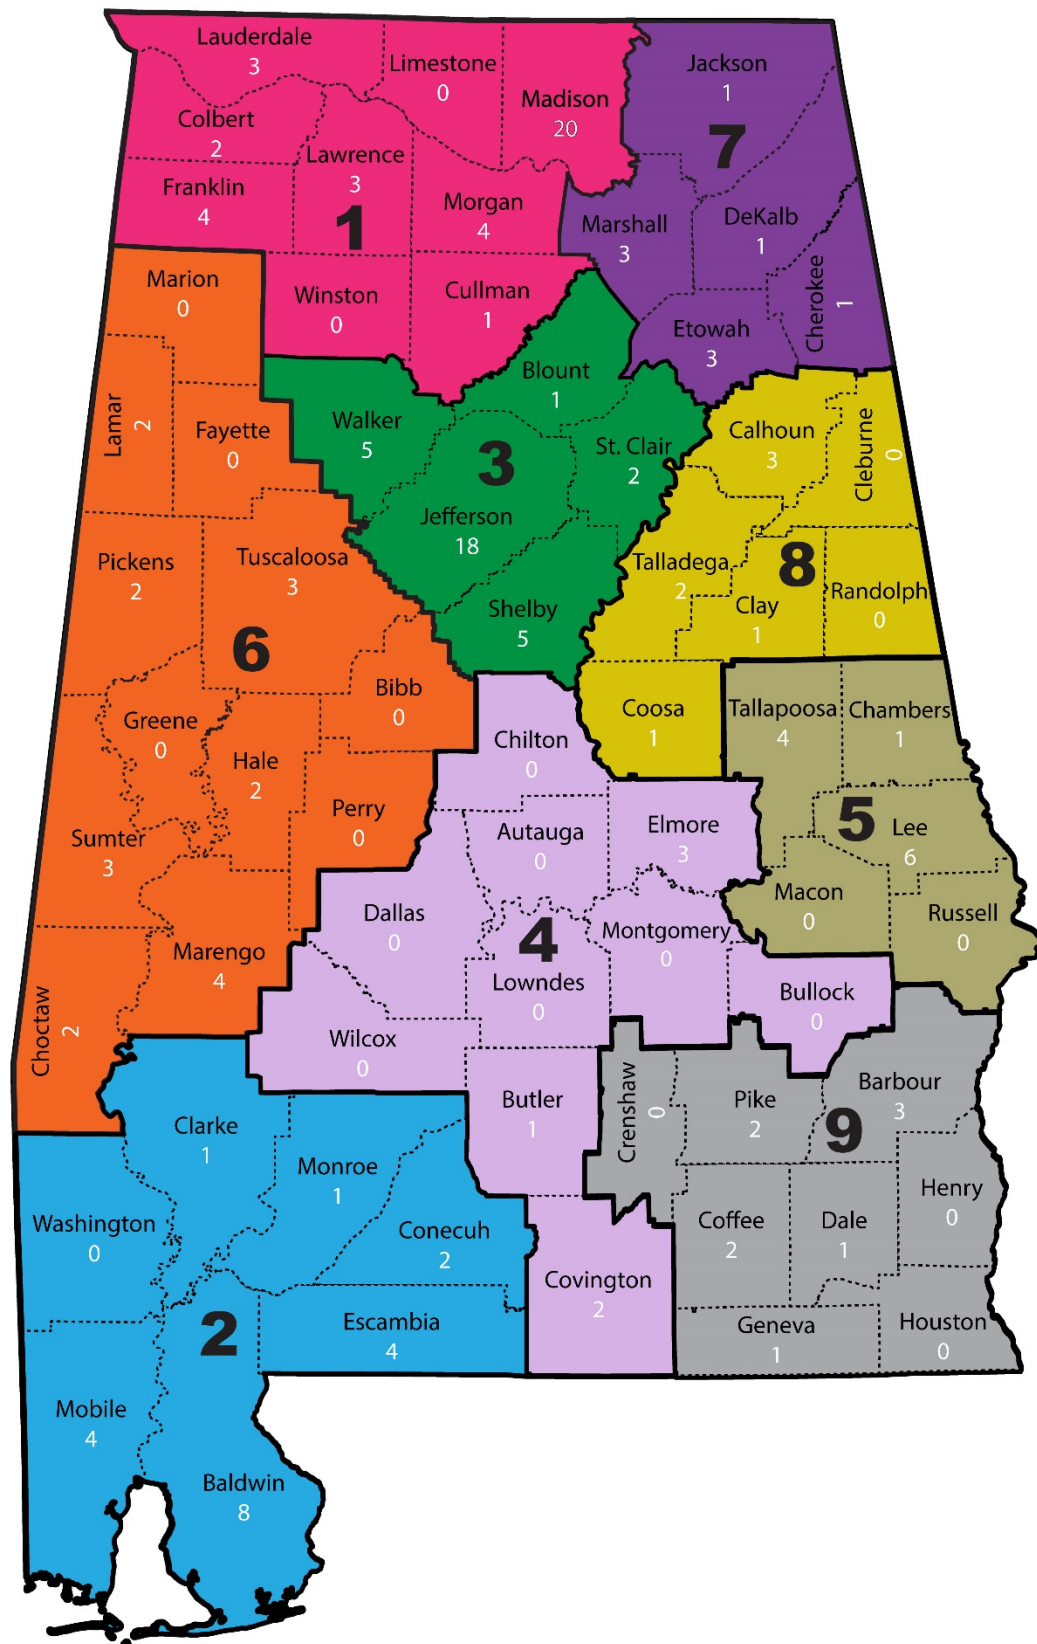 Lauderdale
3
Limestone
0
Madison
20
Colbert
2
Lawrence
3
Franklin
4
Morgan
4
1
Winston
0
Cullman
1
Jackson
1
7
Marshall
3
DeKalb
1
Cherokee
1
Etowah
3
Marion
0
Lamar
2
Fayette
0
Pickens
2
Tuscaloosa
3
6
Bibb
0
Greene
0
Hale
2
Perry
0
Sumter
3
Marengo
4
Choctaw
2
Blount
1
Walker
5
3
St. Clair
2
Jefferson
18
Shelby
5
Calhoun
3
Cleburne
0
Talladega
2
8
Clay
1
Randolph
0
Coosa
1
Tallapoosa
4
Chambers
1
5
Lee
6
Macon
0
Russell
0
Chilton
0
Autauga
0
Elmore
3
Dallas
0
4
Montgomery
0
Lowndes
0
Bullock
0
Wilcox
0
Butler
1
Covington
2
Crenshaw
0
Pike
2
Barbour
3
9
Henry
0
Coffee
2
Dale
1
Geneva
1
Houston
0
Clarke
1
Monroe
1
Washington
0
Conecuh
2
2
Escambia
4
Mobile
4
Baldwin
8